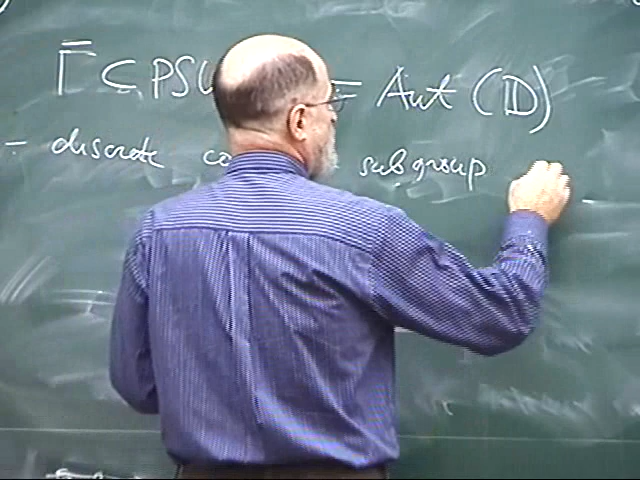 Γ̄ ⊆ PSU = Aut (𝔻)
- discrete co subgroup